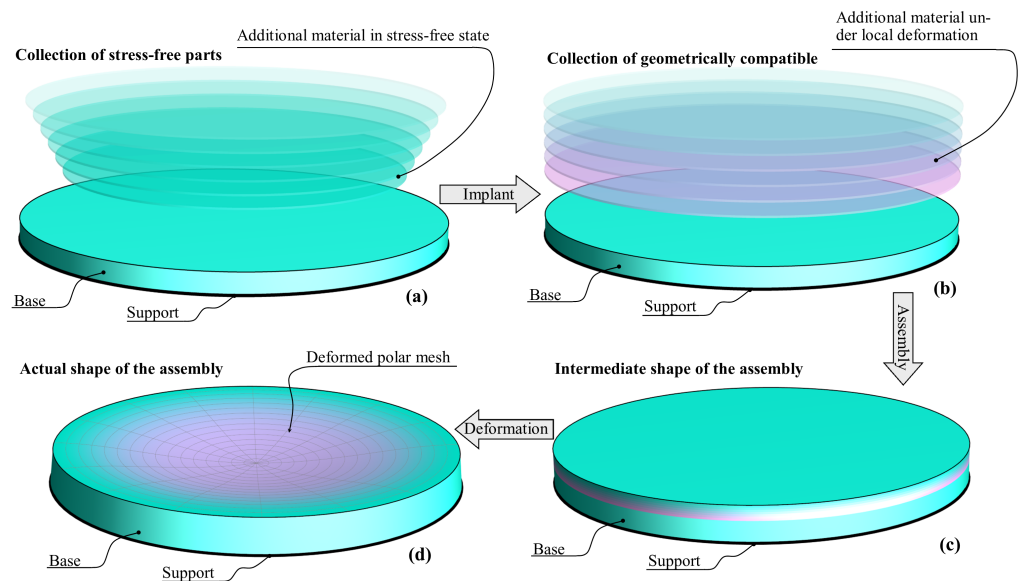 Additional material in stress-free state
Collection of stress-free parts
Additional material un-
der local deformation
Collection of geometrically compatible
Implant
Base
Support
(a)
Base
Support
(b)
Assembly
Actual shape of the assembly
Deformed polar mesh
Intermediate shape of the assembly
Deformation
Base
Support
(d)
Base
Support
(c)